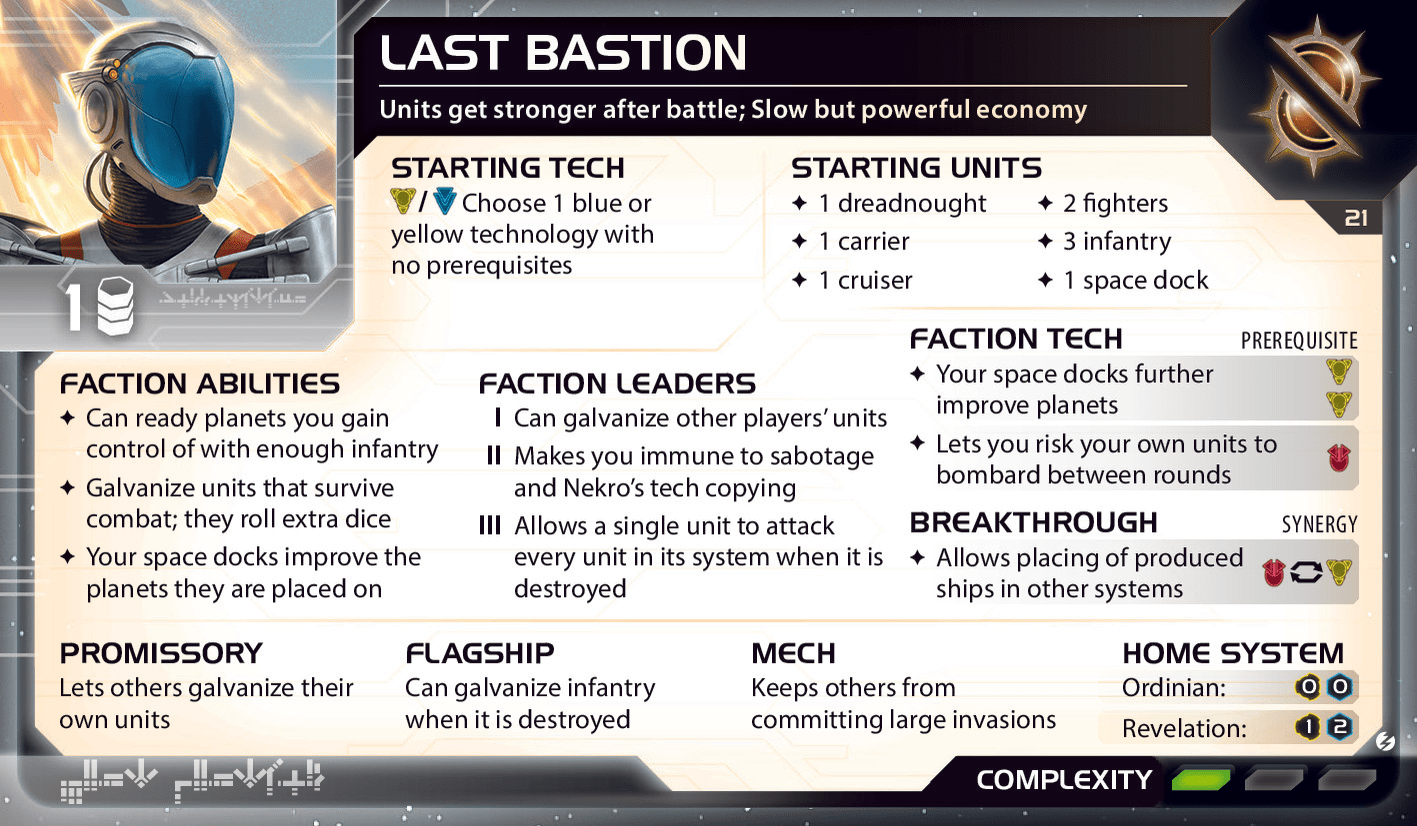 LAST BASTION
Units get stronger after battle; Slow but powerful economy
21
1
STARTING TECH
/ Choose 1 blue or
yellow technology with
no prerequisites
STARTING UNITS
1 dreadnought
1 carrier
1 cruiser
2 fighters
3 infantry
1 space dock
FACTION ABILITIES
Can ready planets you gain
control of with enough infantry
Galvanize units that survive
combat; they roll extra dice
Your space docks improve the
planets they are placed on
FACTION LEADERS
I Can galvanize other players’ units
II Makes you immune to sabotage
and Nekro’s tech copying
III Allows a single unit to attack
every unit in its system when it is
destroyed
FACTION TECH PREREQUISITE
Your space docks further
improve planets
Lets you risk your own units to
bombard between rounds
BREAKTHROUGH SYNERGY
Allows placing of produced
ships in other systems
PROMISSORY
Lets others galvanize their
own units
FLAGSHIP
Can galvanize infantry
when it is destroyed
MECH
Keeps others from
committing large invasions
HOME SYSTEM
Ordinian: 0 0
Revelation: 1 2
COMPLEXITY